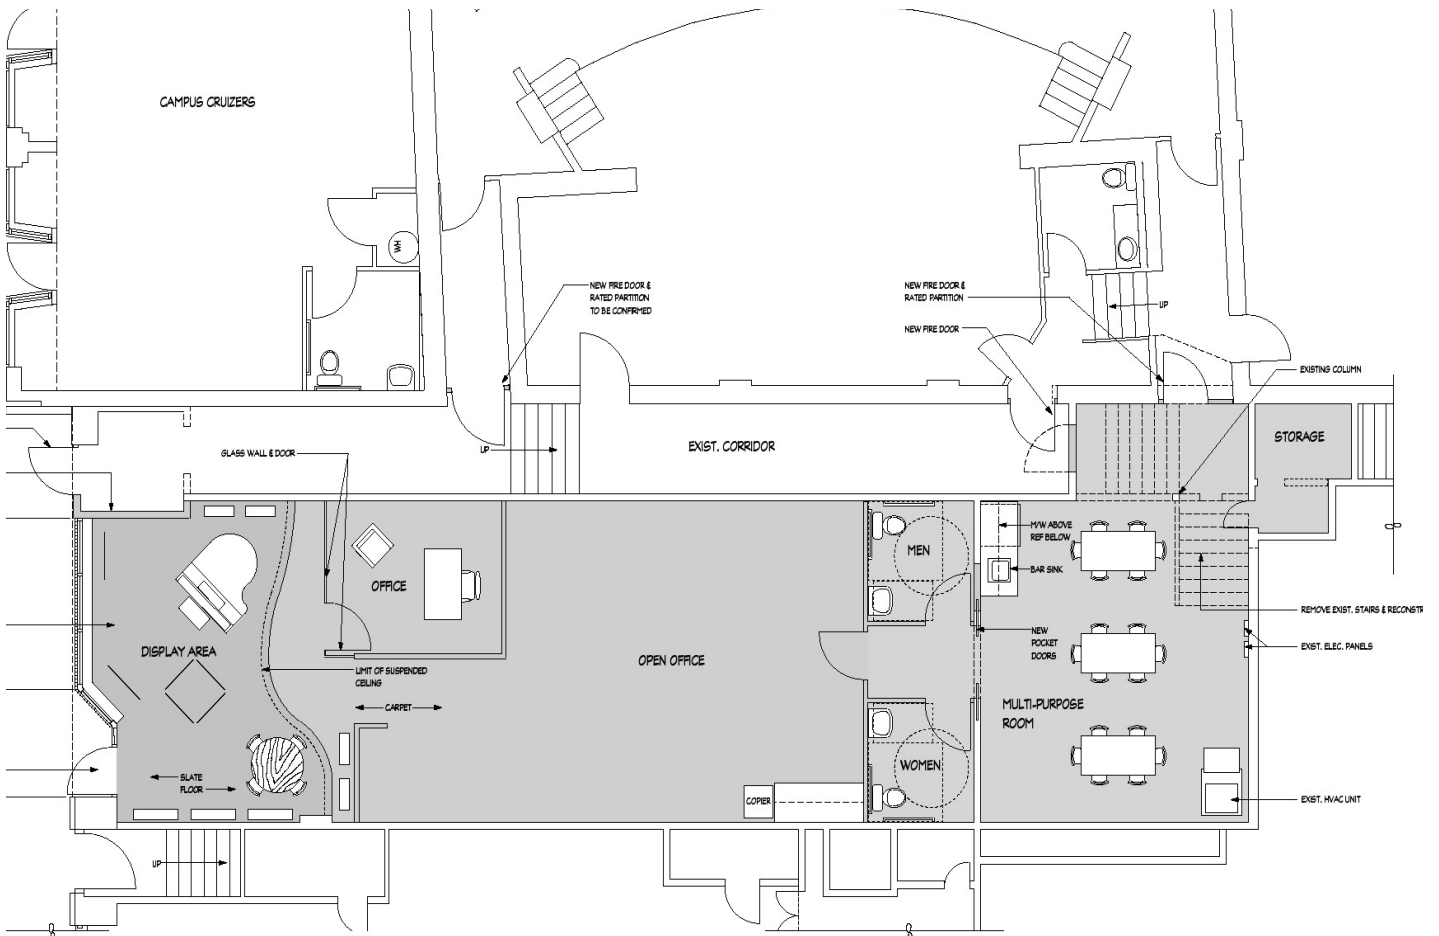 CAMPUS CRUIZERS
WH
NEW FIRE DOOR &
RATED PARTITION
TO BE CONFIRMED
NEW FIRE DOOR &
RATED PARTITION
UP
NEW FIRE DOOR
EXISTING COLUMN
GLASS WALL & DOOR
UP
EXIST. CORRIDOR
STORAGE
M/W ABOVE
REF BELOW
MEN
BAR SINK
OFFICE
REMOVE EXIST. STAIRS & RECONSTR
NEW
POCKET
DOORS
EXIST. ELEC. PANELS
DISPLAY AREA
OPEN OFFICE
LIMIT OF SUSPENDED
CEILING
CARPET
MULTI-PURPOSE
ROOM
WOMEN
SLATE
FLOOR
COPIER
EXIST. HVAC UNIT
UP